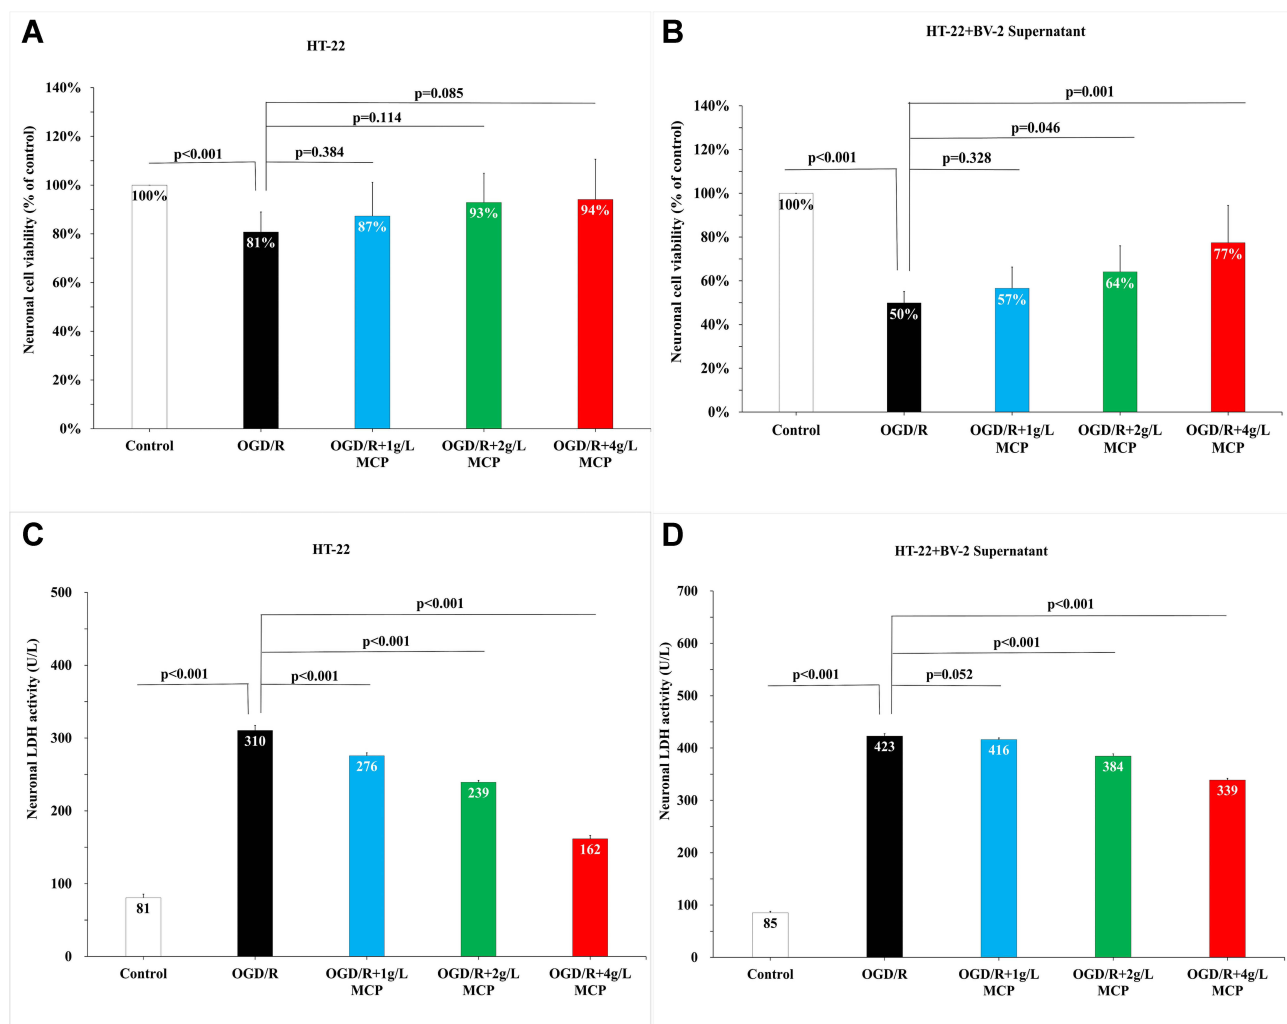 A
HT-22
Neuronal cell viability (% of control)
140%
120%
100%
80%
60%
40%
20%
0%
p=0.085
p=0.114
p<0.001
p=0.384
100%
81%
87%
93%
94%
Control
OGD/R
OGD/R+1g/L
MCP
OGD/R+2g/L
MCP
OGD/R+4g/L
MCP
B
HT-22+BV-2 Supernatant
Neuronal cell viability (% of control)
140%
120%
100%
80%
60%
40%
20%
0%
p=0.001
p=0.046
p<0.001
p=0.328
100%
50%
57%
64%
77%
Control
OGD/R
OGD/R+1g/L
MCP
OGD/R+2g/L
MCP
OGD/R+4g/L
MCP
C
HT-22
Neuronal LDH activity (U/L)
500
400
300
200
100
0
p<0.001
p<0.001
p<0.001
p<0.001
81
310
276
239
162
Control
OGD/R
OGD/R+1g/L
MCP
OGD/R+2g/L
MCP
OGD/R+4g/L
MCP
D
HT-22+BV-2 Supernatant
Neuronal LDH activity (U/L)
700
600
500
400
300
200
100
0
p<0.001
p<0.001
p<0.001
p=0.052
85
423
416
384
339
Control
OGD/R
OGD/R+1g/L
MCP
OGD/R+2g/L
MCP
OGD/R+4g/L
MCP